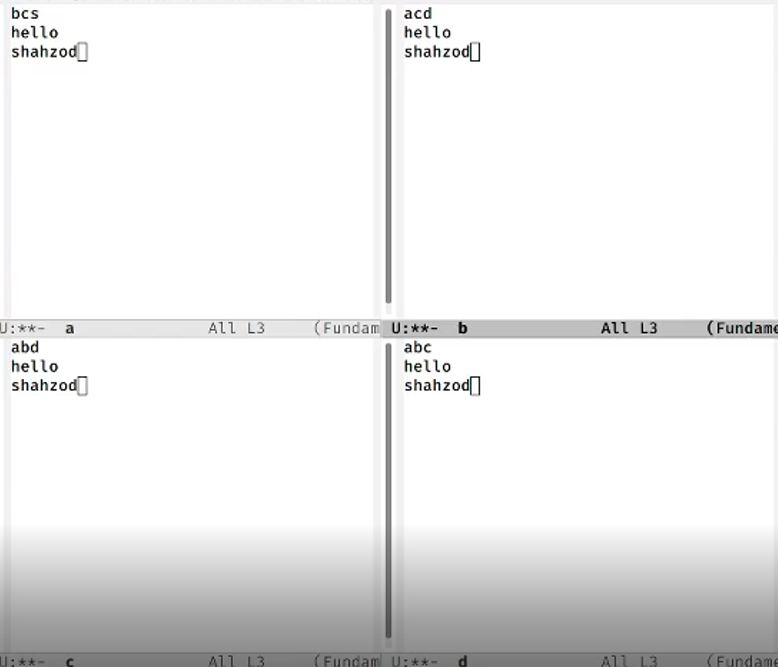 bcs
hello
shahzod
U:**-  a  All L3  (Fundam
acd
hello
shahzod
U:**-  b  All L3  (Fundame
abd
hello
shahzod
U:**-  c  All L3  (Fundam
abc
hello
shahzod
U:**-  d  All L3  (Fundame